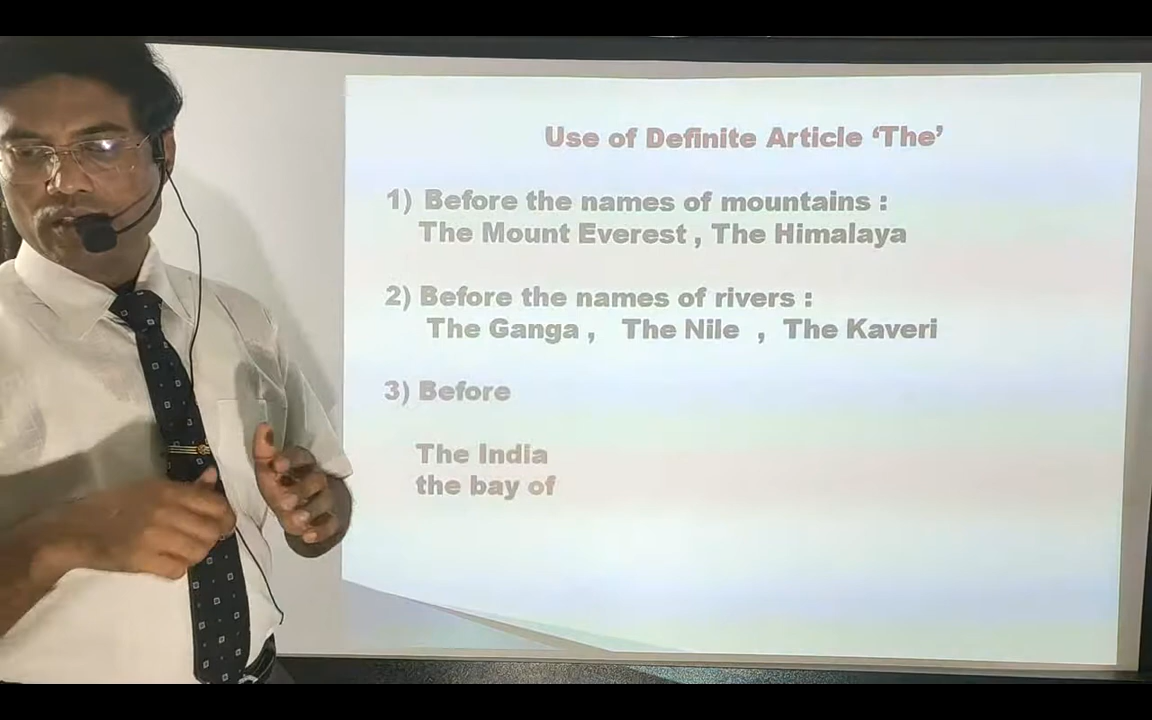 Use of Definite Article ‘The’
1) Before the names of mountains :
The Mount Everest , The Himalaya
2) Before the names of rivers :
The Ganga , The Nile , The Kaveri
3) Before
The India
the bay of